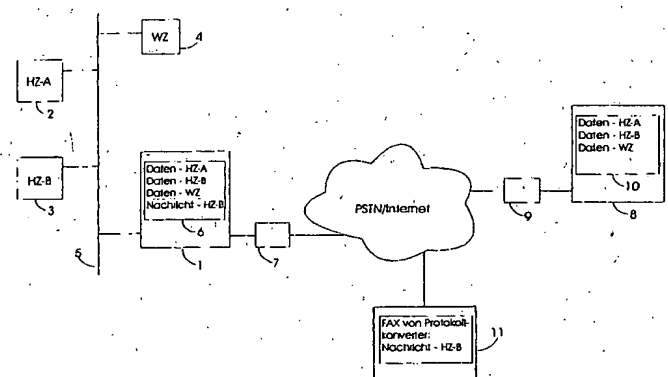 WZ
4
HZ-A
2
HZ-B
3
5
Daten - HZ-A
Daten - HZ-B
Daten - WZ
Nachricht - HZ-B
6
1
7
PSTN/Internet
9
Daten - HZ-A
Daten - HZ-B
Daten - WZ
10
8
FAX von Protokoll-
konverter:
Nachricht - HZ-B
11